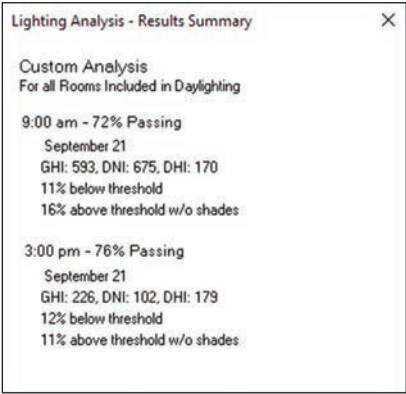 Lighting Analysis - Results Summary
Custom Analysis
For all Rooms Included in Daylighting
9:00 am - 72% Passing
September 21
GHI: 593, DNI: 675, DHI: 170
11% below threshold
16% above threshold w/o shades
3:00 pm - 76% Passing
September 21
GHI: 226, DNI: 102, DHI: 179
12% below threshold
11% above threshold w/o shades